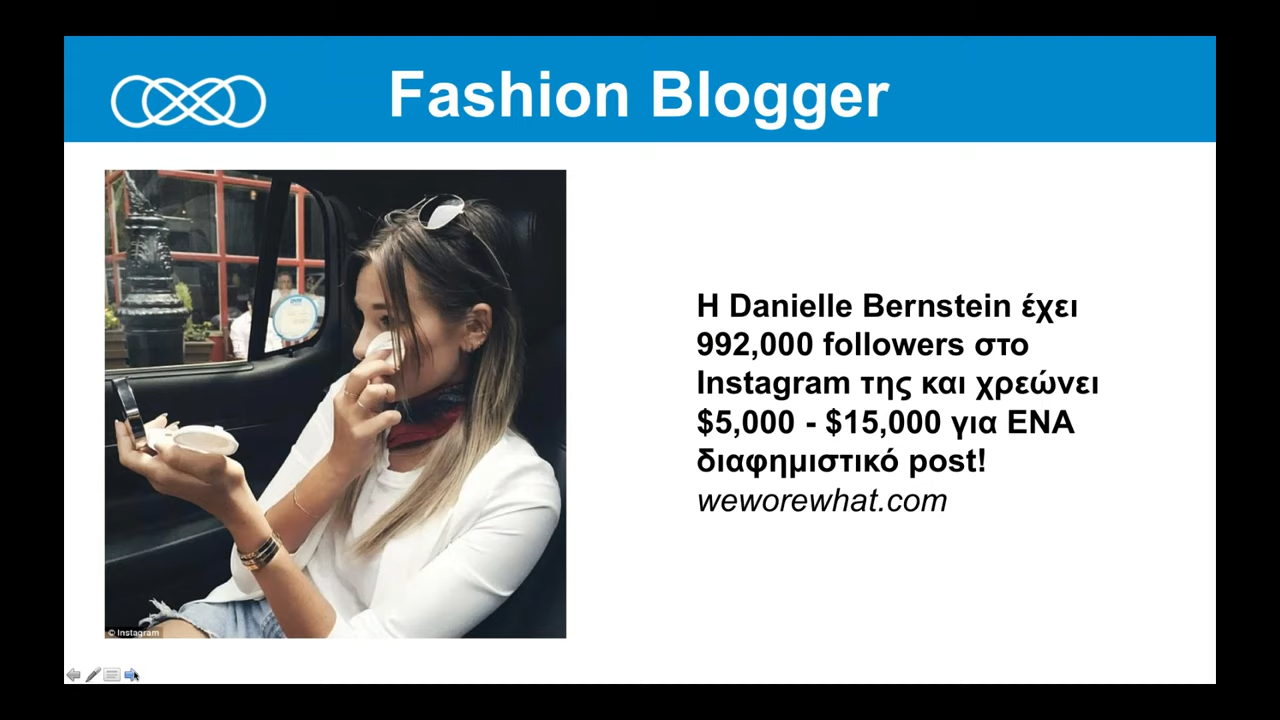 Fashion Blogger
Η Danielle Bernstein έχει
992,000 followers στο
Instagram της και χρεώνει
$5,000 - $15,000 για ΕΝΑ
διαφημιστικό post!
weworewhat.com
© Instagram